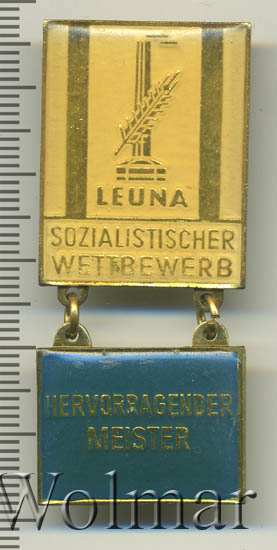 LEUNA
SOZIALISTISCHER
WETTBEWERB
HERVORRAGENDER
MEISTER
Wolmar